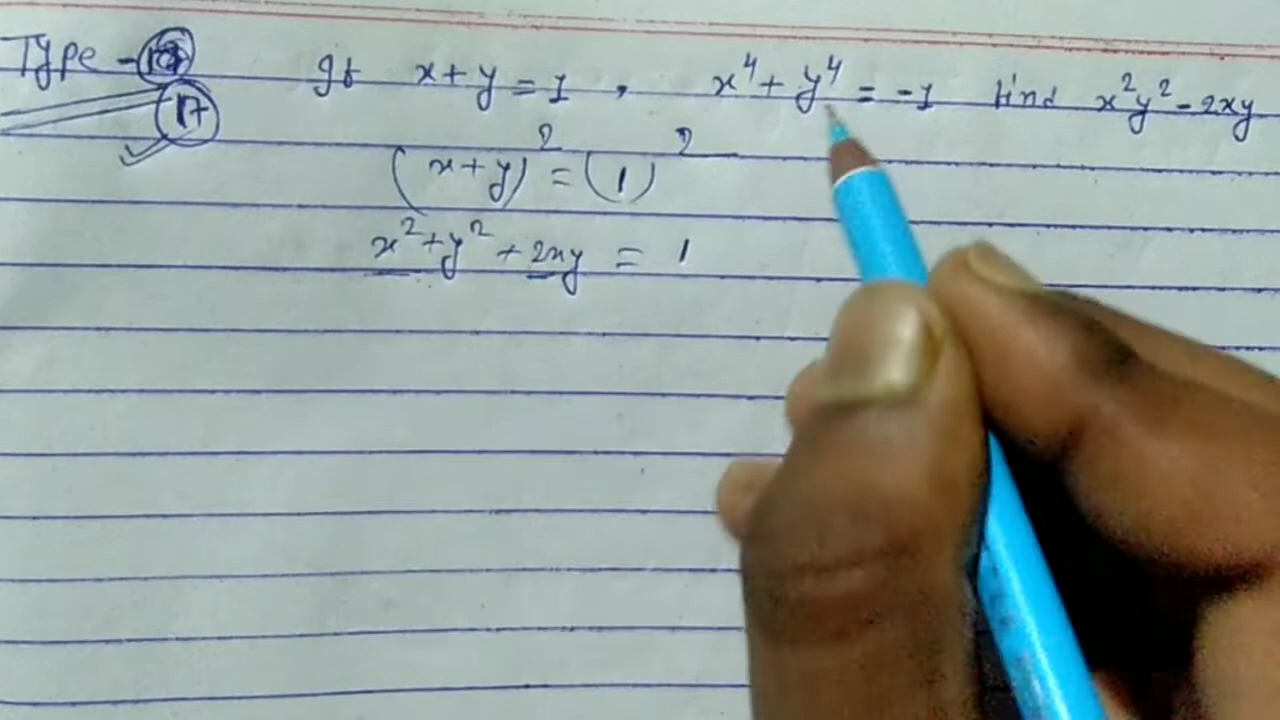 Type - 17 If x + y = 1 , x⁴ + y⁴ = -1 find x²y² - 2xy
(x+y)² = (1)²
x² + y² + 2xy = 1